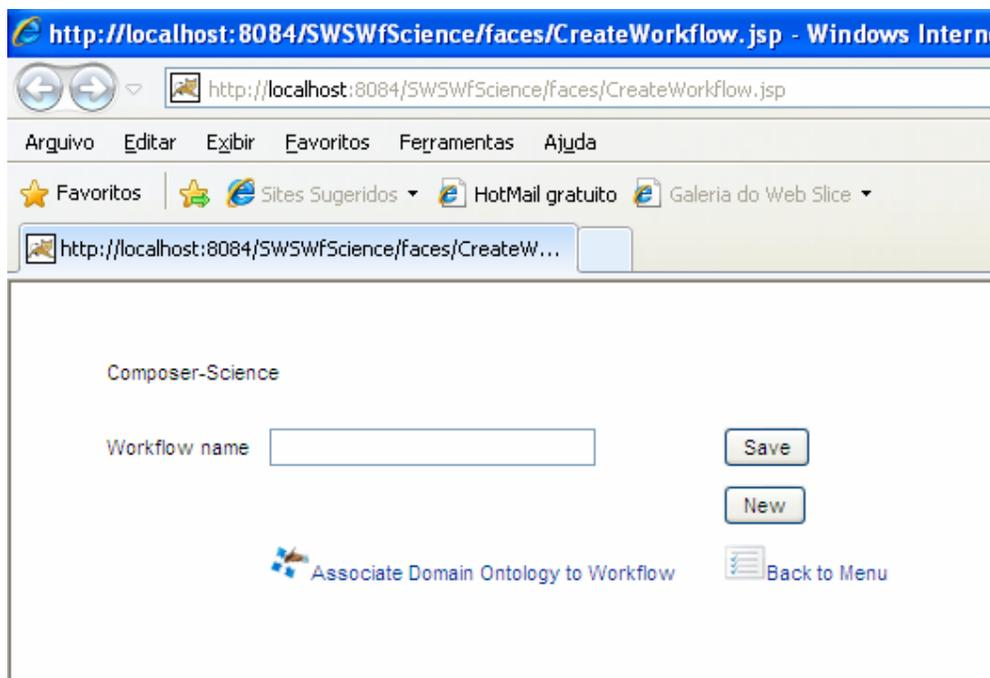 http://localhost:8084/SWSWfScience/faces/CreateWorkflow.jsp - Windows Intern
http://localhost:8084/SWSWfScience/faces/CreateWorkflow.jsp
Arquivo Editar Exibir Favoritos Ferramentas Ajuda
Favoritos Sites Sugeridos HotMail gratuito Galeria do Web Slice
http://localhost:8084/SWSWfScience/faces/CreateW...
Composer-Science
Workflow name Save
New
Associate Domain Ontology to Workflow Back to Menu